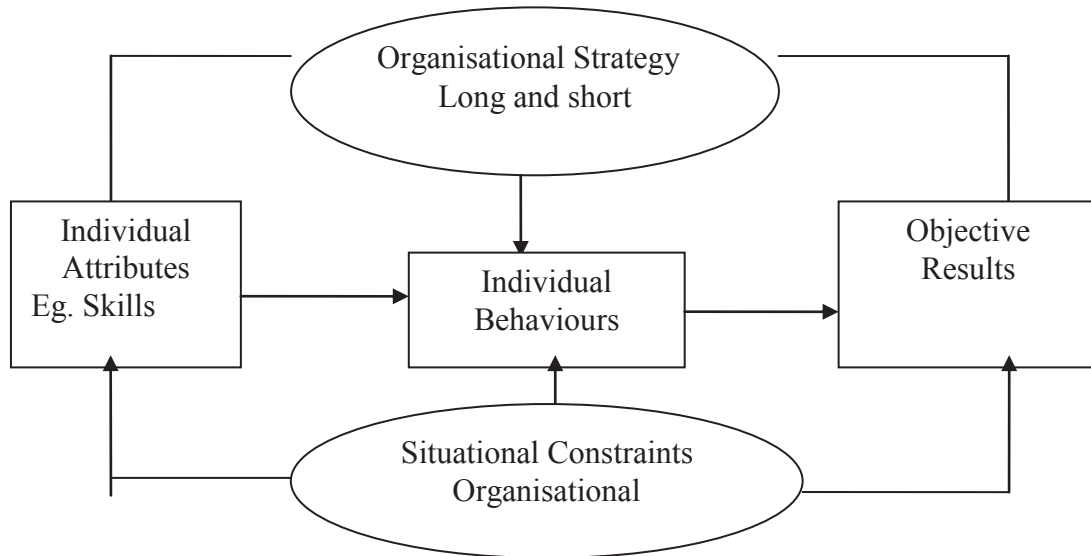 Organisational Strategy
Long and short
Individual
Attributes
Eg. Skills
Individual
Behaviours
Objective
Results
Situational Constraints
Organisational